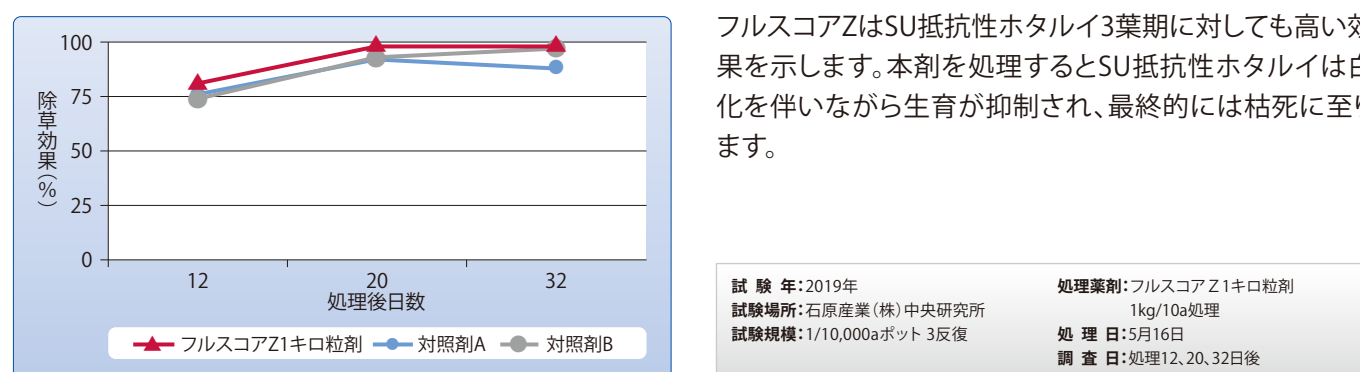 100
75
50
25
0
除草効果(%)
12 20 32
処理後日数
フルスコアZ1キロ粒剤 対照剤A 対照剤B
フルスコアZはSU抵抗性ホタルイ3葉期に対しても高い効
果を示します。本剤を処理するとSU抵抗性ホタルイは白
化を伴いながら生育が抑制され、最終的には枯死に至り
ます。
試 験 年:2019年
試験場所:石原産業(株)中央研究所
試験規模:1/10,000aポット 3反復
処理薬剤:フルスコアZ1キロ粒剤
1kg/10a処理
処 理 日:5月16日
調 査 日:処理12、20、32日後